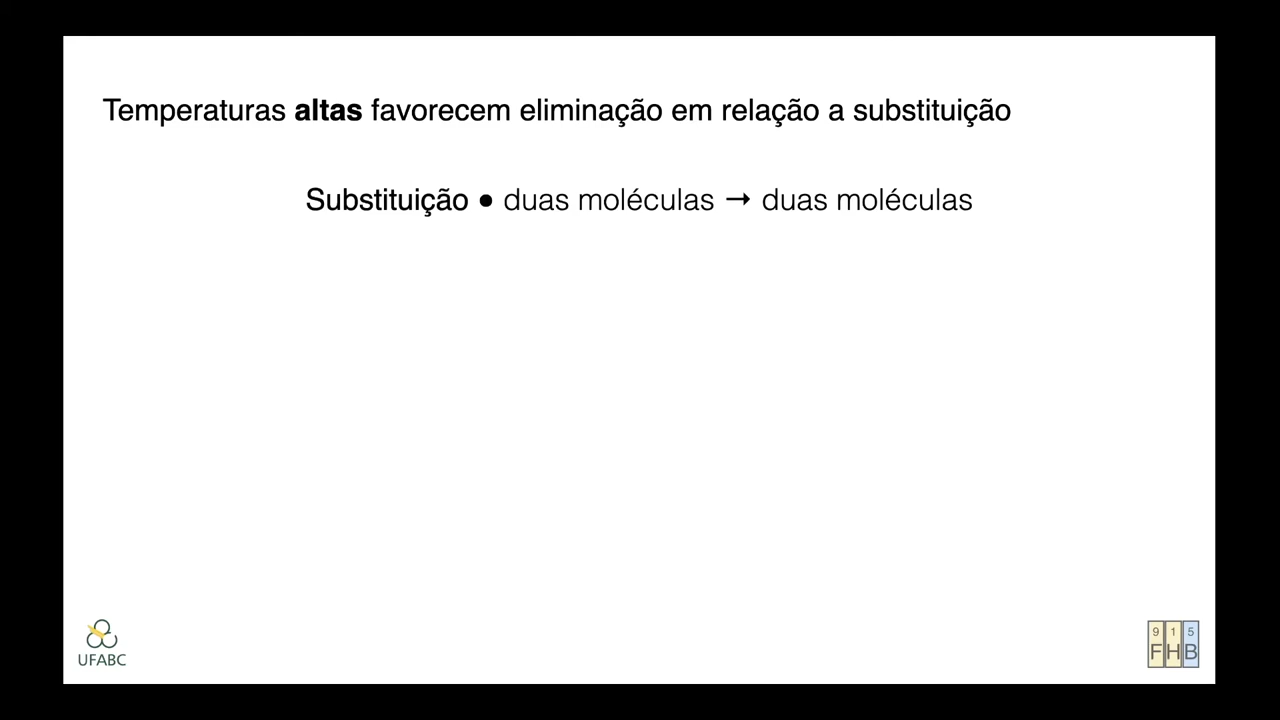 Temperaturas altas favorecem eliminação em relação a substituição
Substituição • duas moléculas → duas moléculas
UFABC
9 1 5
F H B